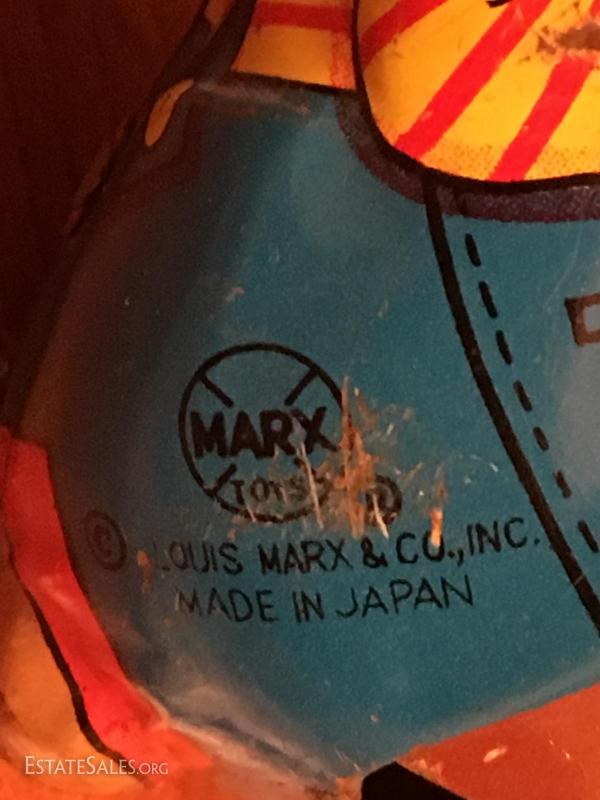 MARX
TOYS
®
© LOUIS MARX & CO., INC.
MADE IN JAPAN
ESTATESALES.ORG